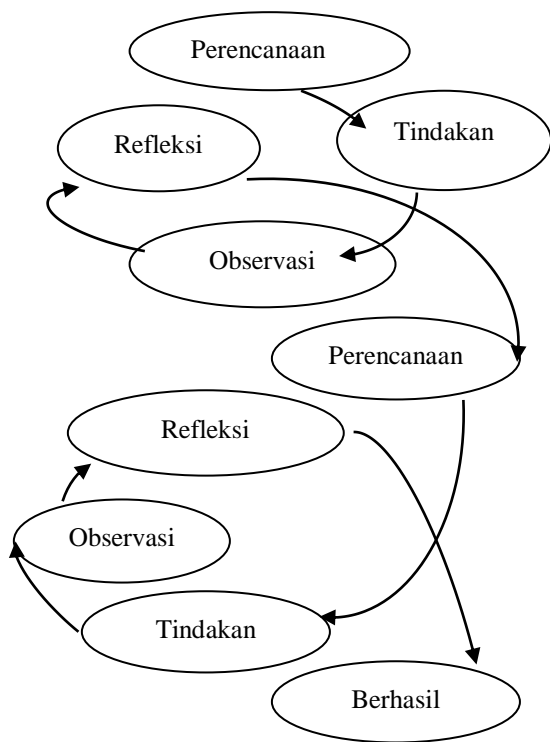 Perencanaan
Tindakan
Refleksi
Observasi
Perencanaan
Refleksi
Observasi
Tindakan
Berhasil